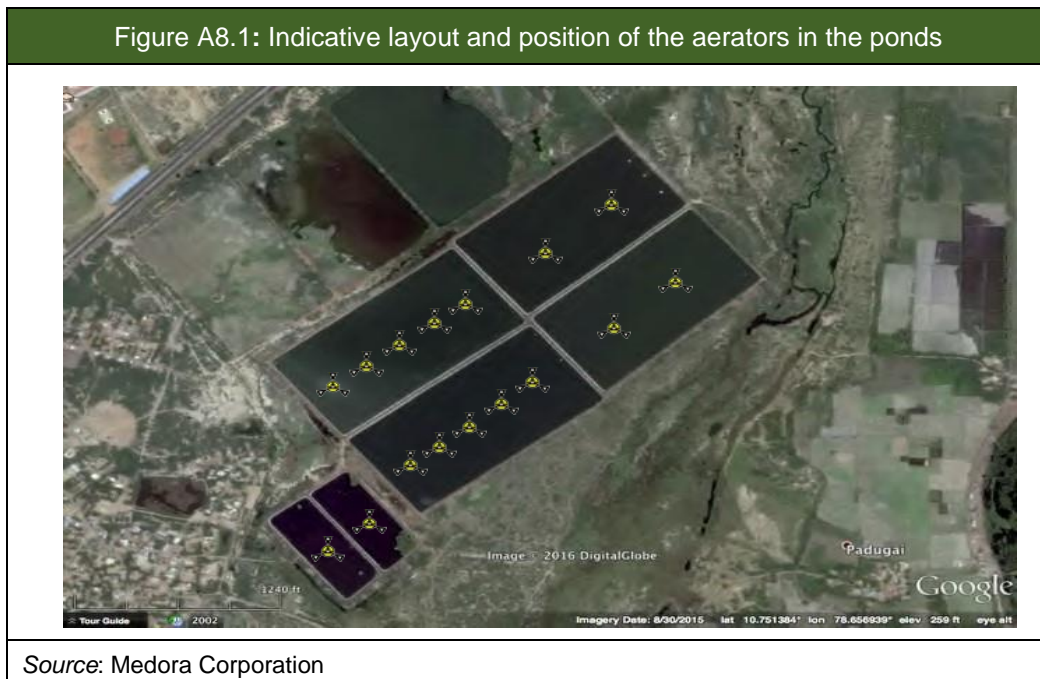 Figure A8.1: Indicative layout and position of the aerators in the ponds
Image © 2016 DigitalGlobe
Padugai
Google
1240 ft
Tour Guide
2002
Imagery Date: 8/30/2015 lat 10.751384° lon 78.656939° elev 259 ft eye alt
Source: Medora Corporation